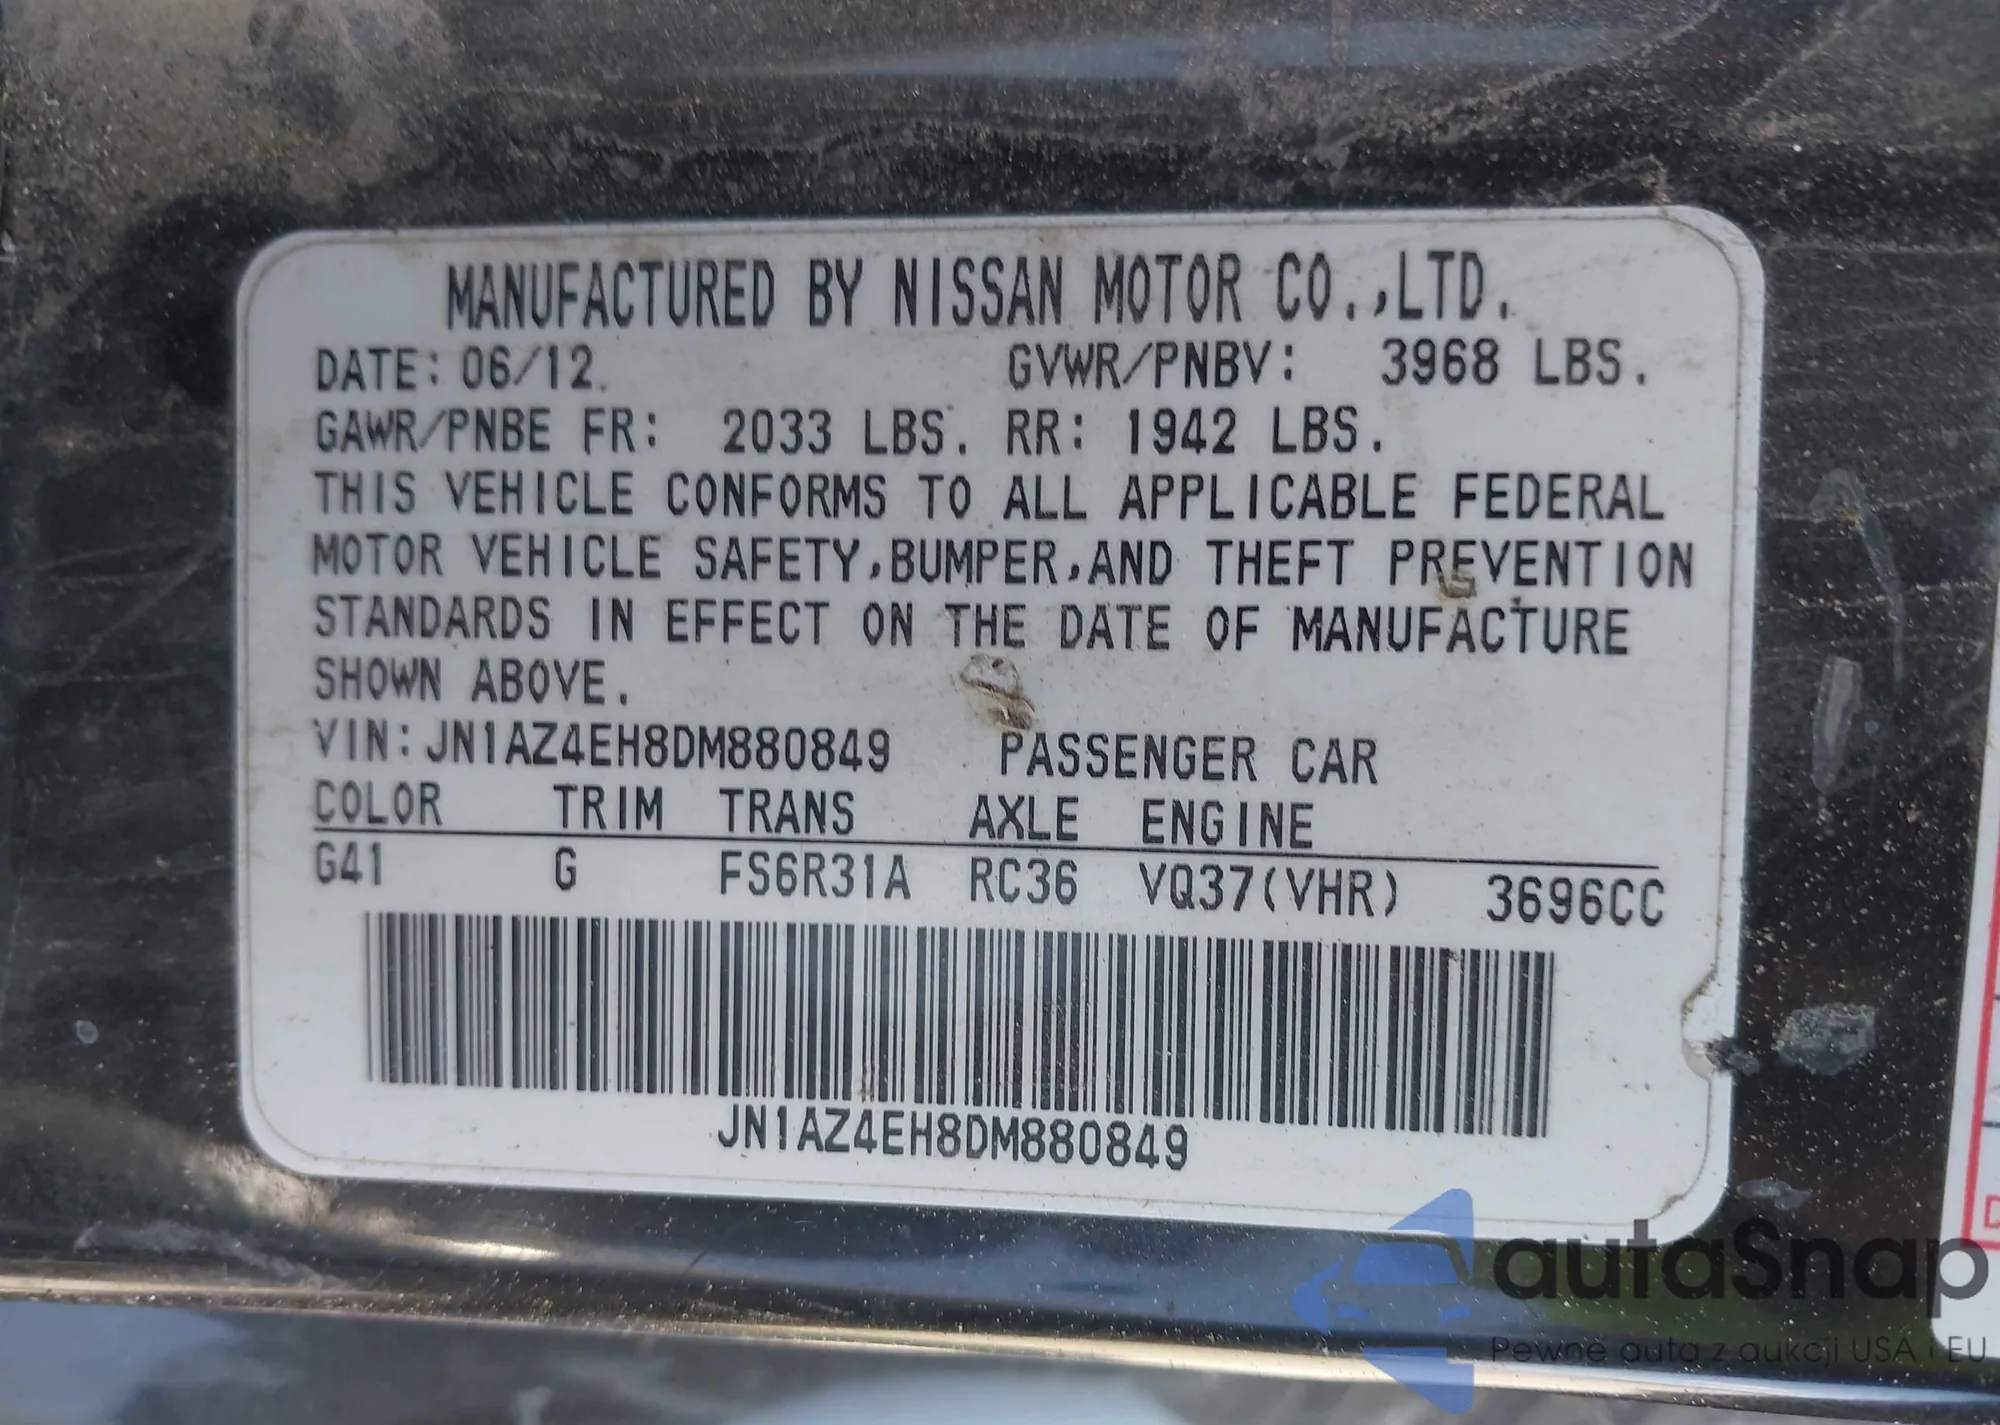 MANUFACTURED BY NISSAN MOTOR CO.,LTD.
DATE: 06/12. GVWR/PNBV: 3968 LBS.
GAWR/PNBE FR: 2033 LBS. RR: 1942 LBS.
THIS VEHICLE CONFORMS TO ALL APPLICABLE FEDERAL
MOTOR VEHICLE SAFETY,BUMPER,AND THEFT PREVENTION
STANDARDS IN EFFECT ON THE DATE OF MANUFACTURE
SHOWN ABOVE.
VIN:JN1AZ4EH8DM880849 PASSENGER CAR
COLOR TRIM TRANS AXLE ENGINE
G41 G FS6R31A RC36 VQ37(VHR) 3696CC
JN1AZ4EH8DM880849
autaSnap
Pewne auta z aukcji USA i EU